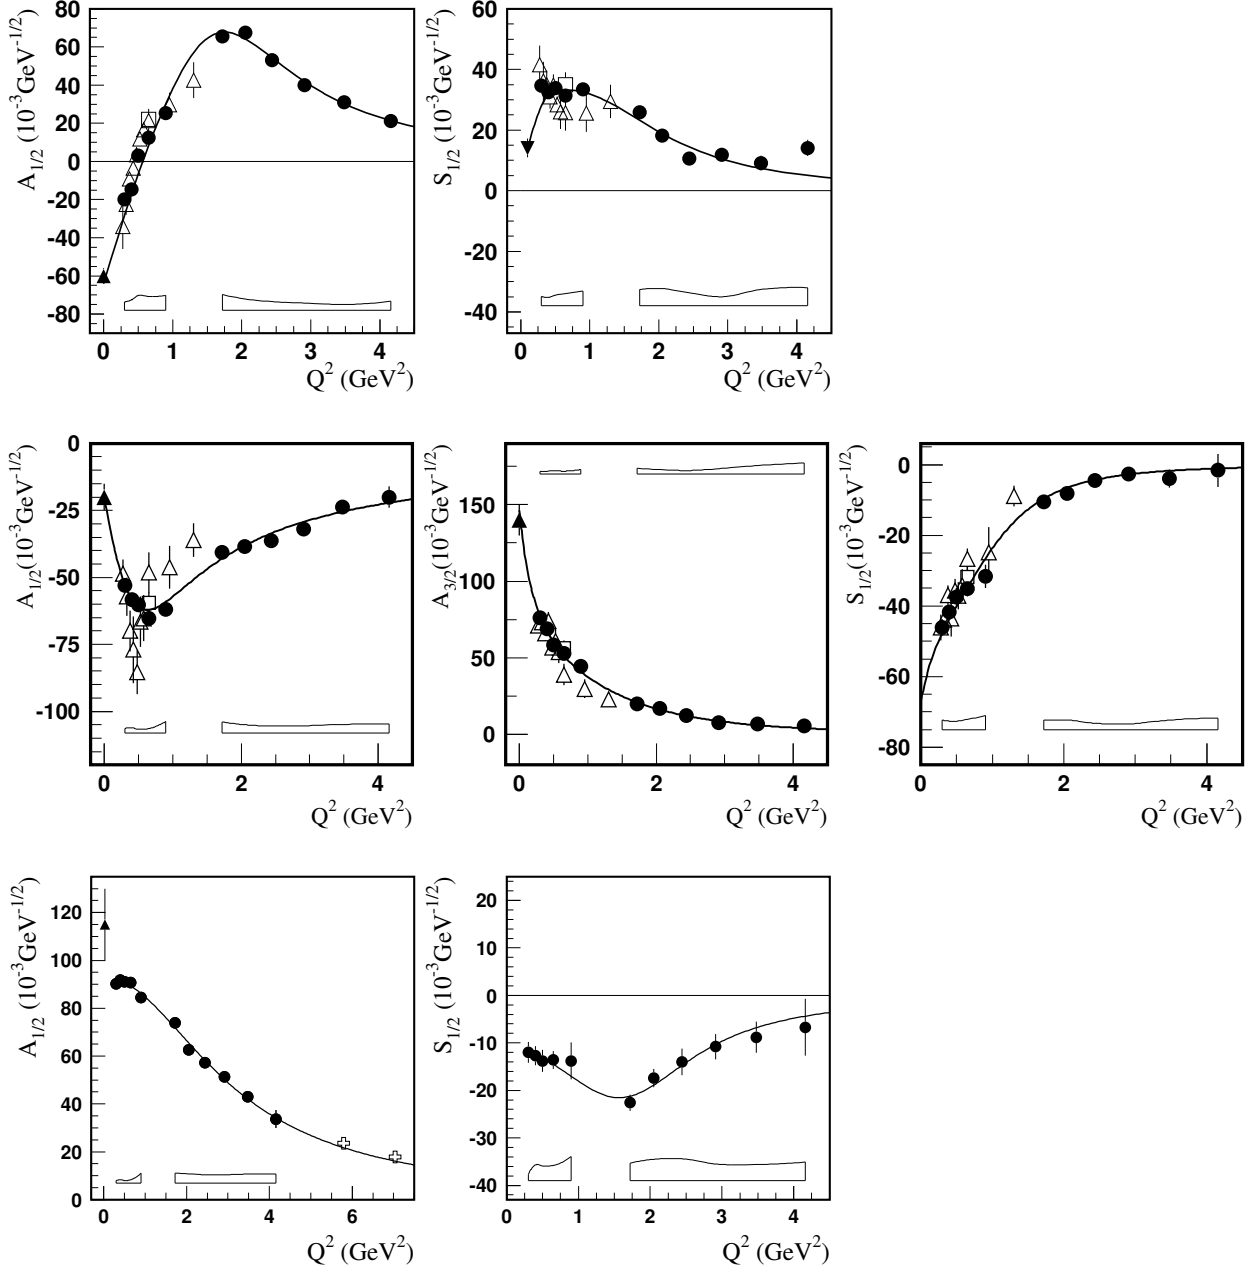 A1/2 (10-3GeV-1/2)
80
60
40
20
0
-20
-40
-60
-80
0 1 2 3 4
Q2 (GeV2)
S1/2 (10-3GeV-1/2)
60
40
20
0
-20
-40
0 1 2 3 4
Q2 (GeV2)
A1/2(10-3GeV-1/2)
0
-25
-50
-75
-100
0 2 4
Q2 (GeV2)
A3/2(10-3GeV-1/2)
150
100
50
0
0 2 4
Q2 (GeV2)
S1/2(10-3GeV-1/2)
0
-20
-40
-60
-80
0 2 4
Q2 (GeV2)
A1/2 (10-3GeV-1/2)
120
100
80
60
40
20
0
0 2 4 6
Q2 (GeV2)
S1/2 (10-3GeV-1/2)
20
10
0
-10
-20
-30
-40
0 1 2 3 4
Q2 (GeV2)